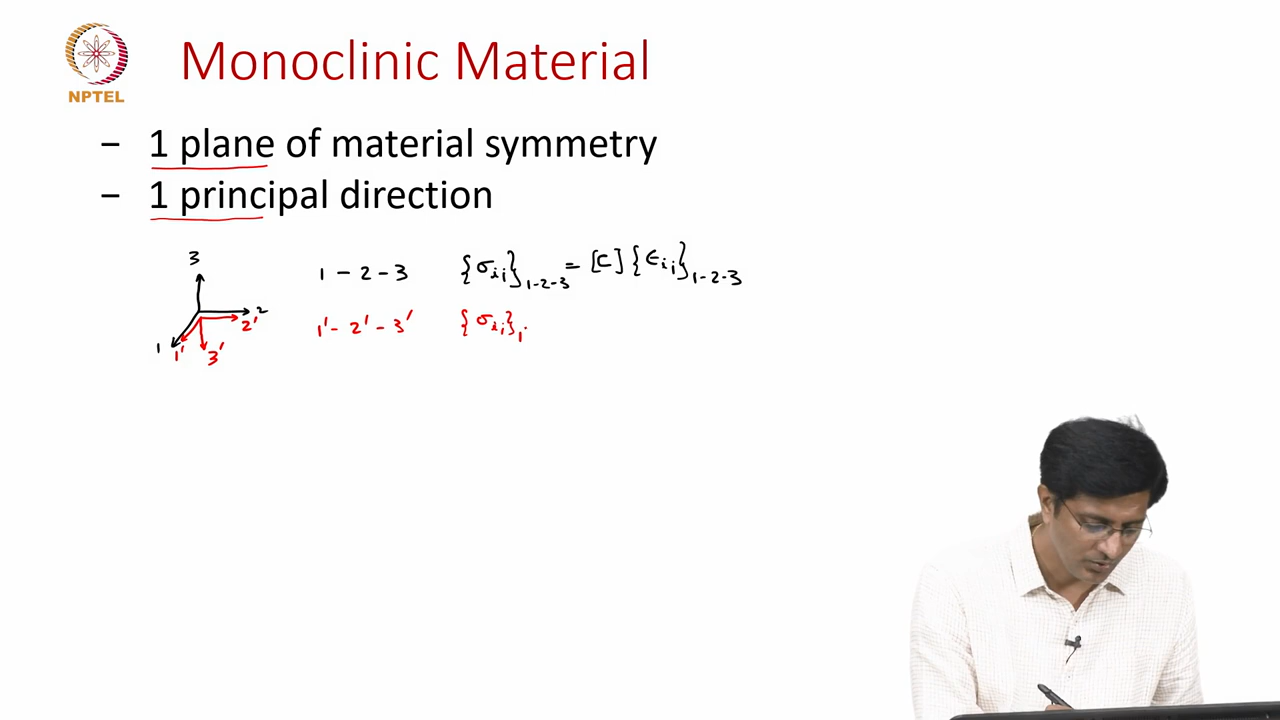 NPTEL
Monoclinic Material
– 1 plane of material symmetry
– 1 principal direction
3
2
1
2'
1'
3'
1 - 2 - 3 {σij}1-2-3 = [C] {ϵij}1-2-3
1' - 2' - 3' {σij}1'